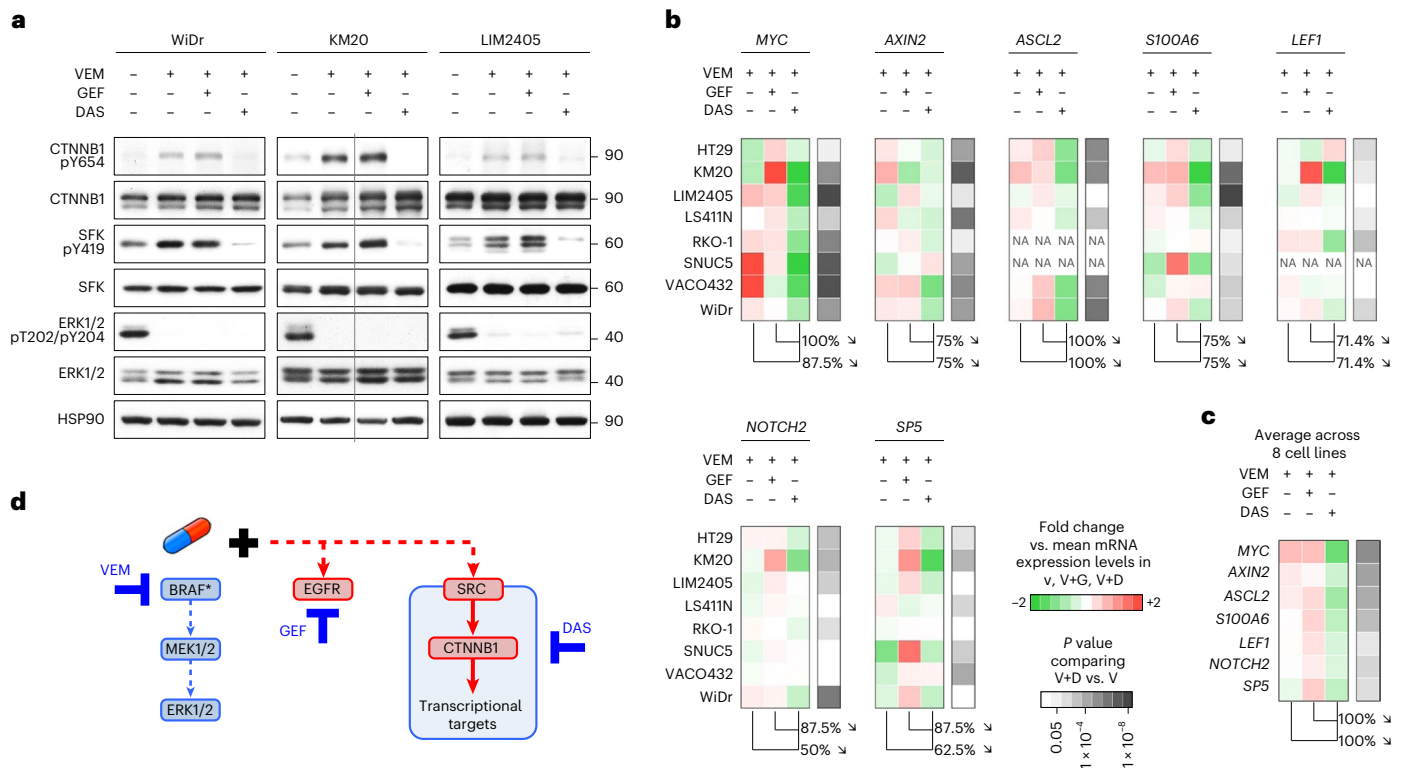 a
WiDr KM20 LIM2405
VEM – + + + – + + + – + + +
GEF – – + – – – + – – – + –
DAS – – – + – – – + – – – +
CTNNB1
pY654
90
CTNNB1
90
SFK
pY419
60
SFK
60
ERK1/2
pT202/pY204
40
ERK1/2
40
HSP90
90
b
MYC AXIN2 ASCL2 S100A6 LEF1
VEM + + + + + + + + + + + + + + +
GEF – + – – + – – + – – + – – + –
DAS – – + – – + – – + – – + – – +
HT29
KM20
LIM2405
LS411N
RKO-1 NA NA NA NA
SNUC5 NA NA NA NA NA NA NA NA
VACO432
WiDr
100% ↘ 75% ↘ 100% ↘ 75% ↘ 71.4% ↘
87.5% ↘ 75% ↘ 100% ↘ 75% ↘ 71.4% ↘
NOTCH2 SP5
VEM + + + + + +
GEF – + – – + –
DAS – – + – – +
HT29
KM20
LIM2405
LS411N
RKO-1
SNUC5
VACO432
WiDr
87.5% ↘ 87.5% ↘
50% ↘ 62.5% ↘
Fold change
vs. mean mRNA
expression levels in
v, V+G, V+D
–2 +2
P value
comparing
V+D vs. V
0.05
1 × 10⁻⁴
1 × 10⁻⁸
c
Average across
8 cell lines
VEM + + +
GEF – + –
DAS – – +
MYC
AXIN2
ASCL2
S100A6
LEF1
NOTCH2
SP5
100% ↘
100% ↘
d
VEM
BRAF*
MEK1/2
ERK1/2
EGFR
GEF
SRC
CTNNB1
Transcriptional
targets
DAS